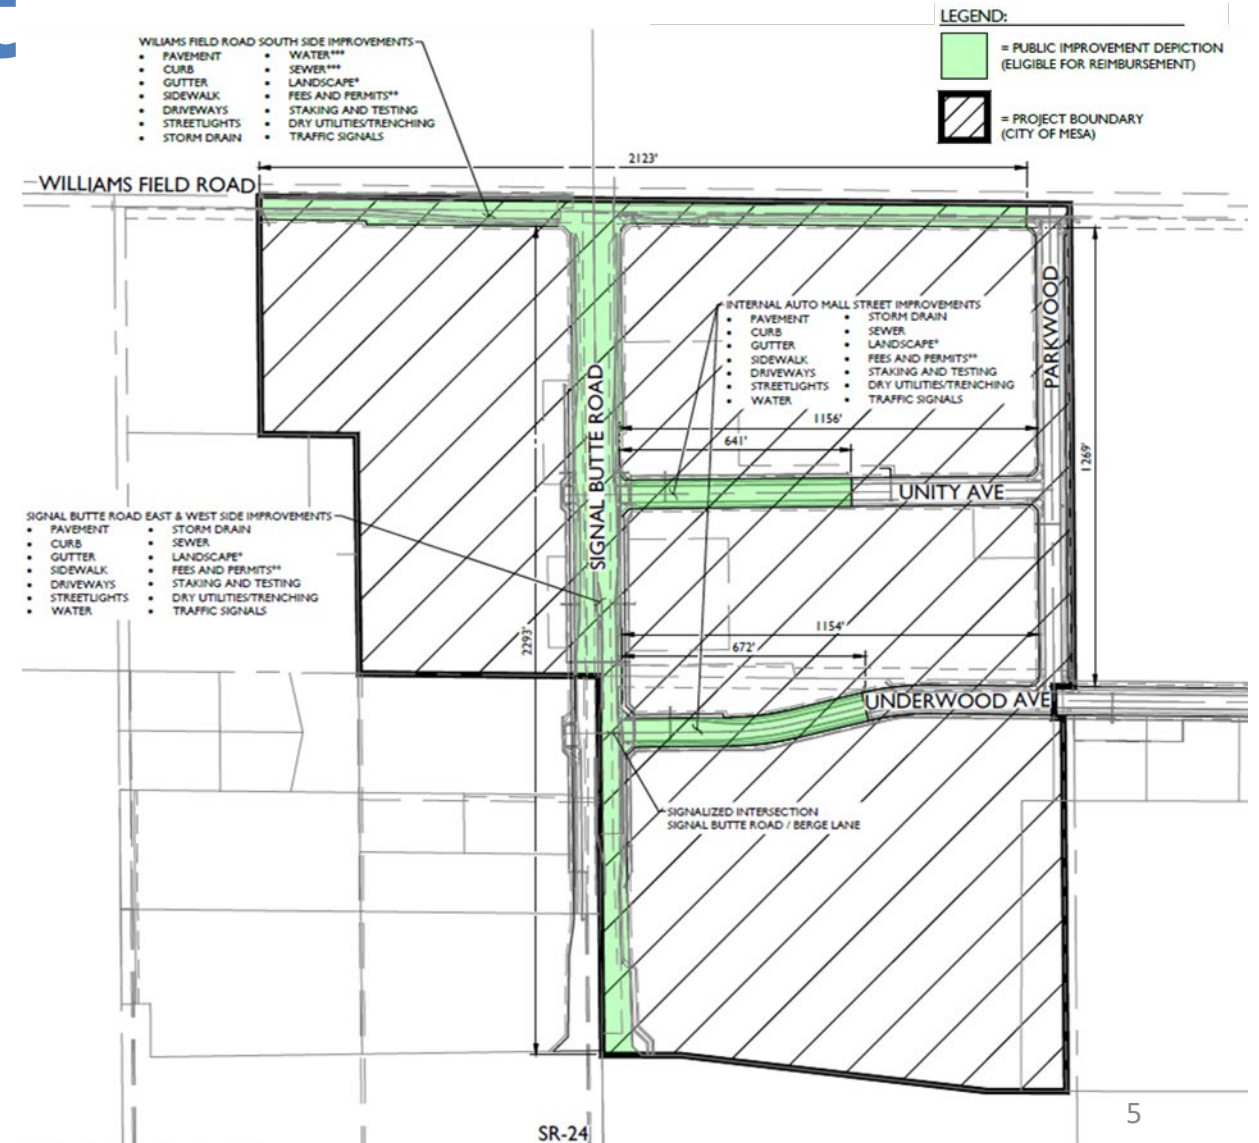 LEGEND:
= PUBLIC IMPROVEMENT DEPICTION
(ELIGIBLE FOR REIMBURSEMENT)
= PROJECT BOUNDARY
(CITY OF MESA)
WILIAMS FIELD ROAD SOUTH SIDE IMPROVEMENTS
• PAVEMENT
• CURB
• GUTTER
• SIDEWALK
• DRIVEWAYS
• STREETLIGHTS
• STORM DRAIN
• WATER***
• SEWER***
• LANDSCAPE*
• FEES AND PERMITS**
• STAKING AND TESTING
• DRY UTILITIES/TRENCHING
• TRAFFIC SIGNALS
2123'
WILLIAMS FIELD ROAD
PARKWOOD
1269'
INTERNAL AUTO MALL STREET IMPROVEMENTS
• PAVEMENT
• CURB
• GUTTER
• SIDEWALK
• DRIVEWAYS
• STREETLIGHTS
• WATER
• STORM DRAIN
• SEWER
• LANDSCAPE*
• FEES AND PERMITS**
• STAKING AND TESTING
• DRY UTILITIES/TRENCHING
• TRAFFIC SIGNALS
1156'
641'
SIGNAL BUTTE ROAD
UNITY AVE
SIGNAL BUTTE ROAD EAST & WEST SIDE IMPROVEMENTS
• PAVEMENT
• CURB
• GUTTER
• SIDEWALK
• DRIVEWAYS
• STREETLIGHTS
• WATER
• STORM DRAIN
• SEWER
• LANDSCAPE*
• FEES AND PERMITS**
• STAKING AND TESTING
• DRY UTILITIES/TRENCHING
• TRAFFIC SIGNALS
2293'
1154'
672'
UNDERWOOD AVE
SIGNALIZED INTERSECTION
SIGNAL BUTTE ROAD / BERGE LANE
5
SR-24